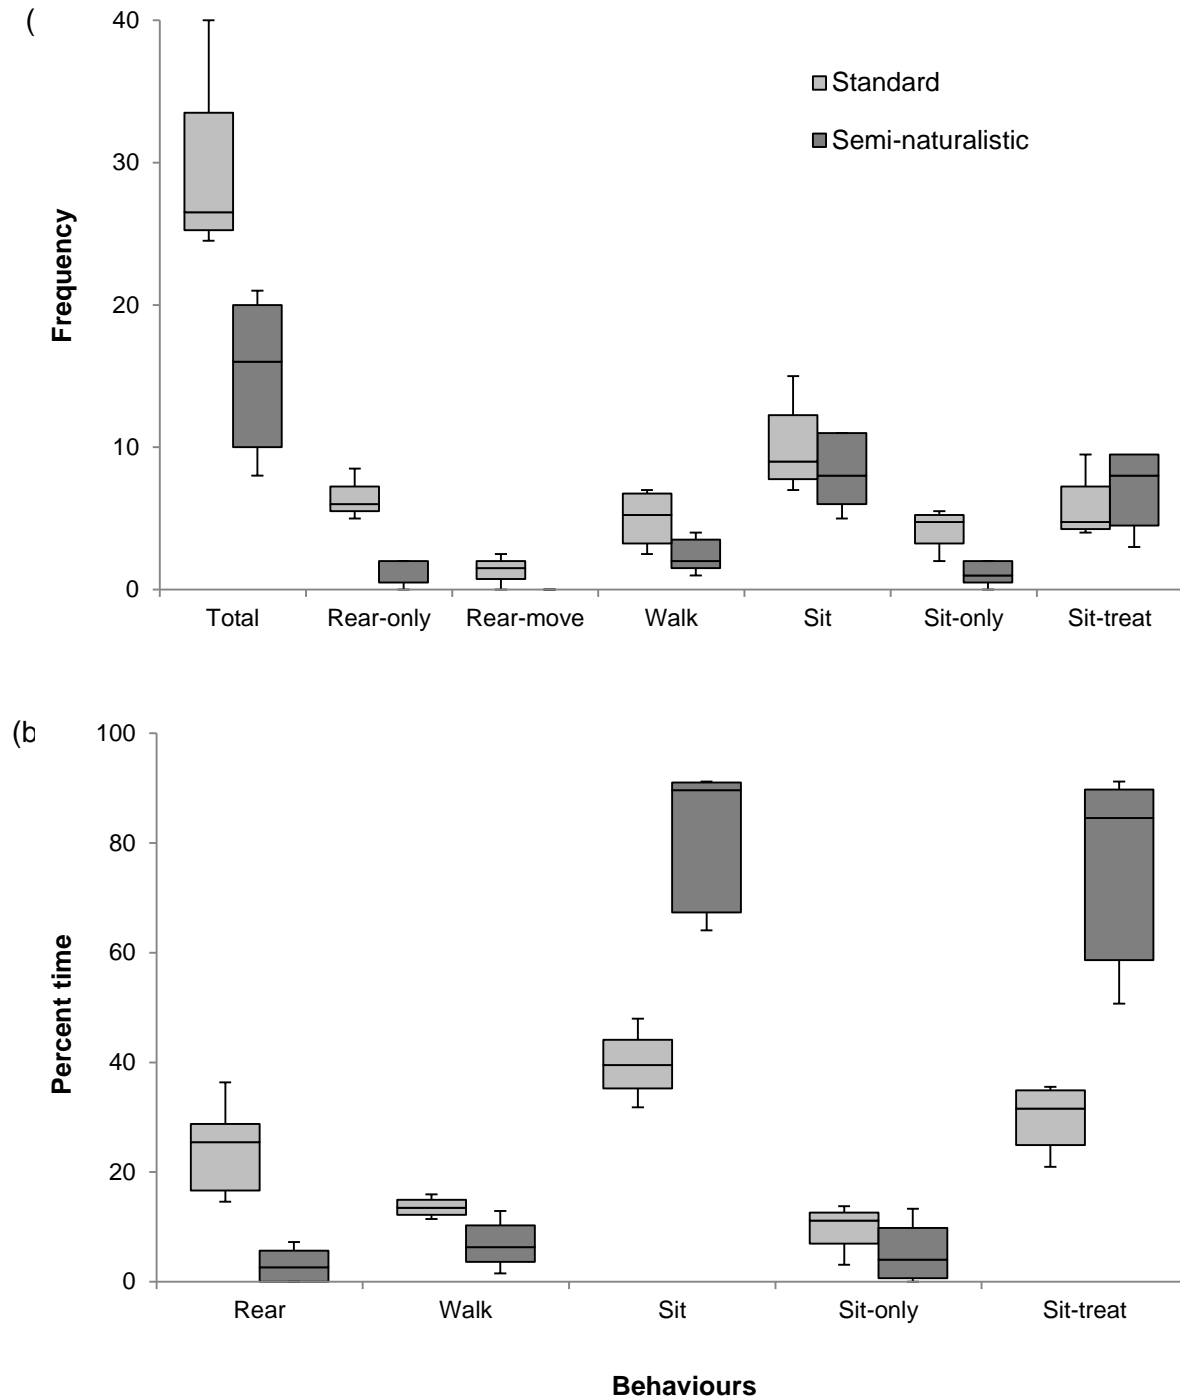 (
40
Standard
Semi-naturalistic
30
20
10
0
Frequency
Total Rear-only Rear-move Walk Sit Sit-only Sit-treat
(b
100
80
60
40
20
0
Percent time
Rear Walk Sit Sit-only Sit-treat
Behaviours